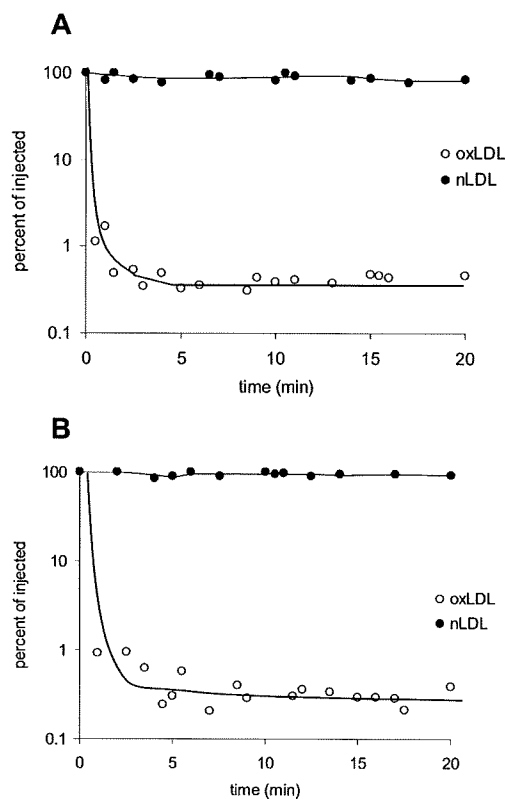 A
100
10
1
0.1
percent of injected
oxLDL
nLDL
0 5 10 15 20
time (min)
B
100
10
1
0.1
percent of injected
oxLDL
nLDL
0 5 10 15 20
time (min)